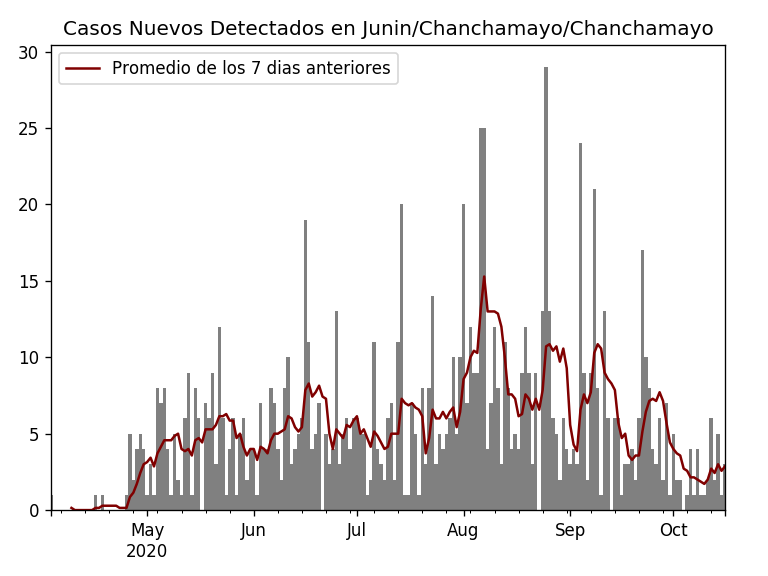 Casos Nuevos Detectados en Junin/Chanchamayo/Chanchamayo
Promedio de los 7 dias anteriores
30
25
20
15
10
5
0
May Jun Jul Aug Sep Oct
2020